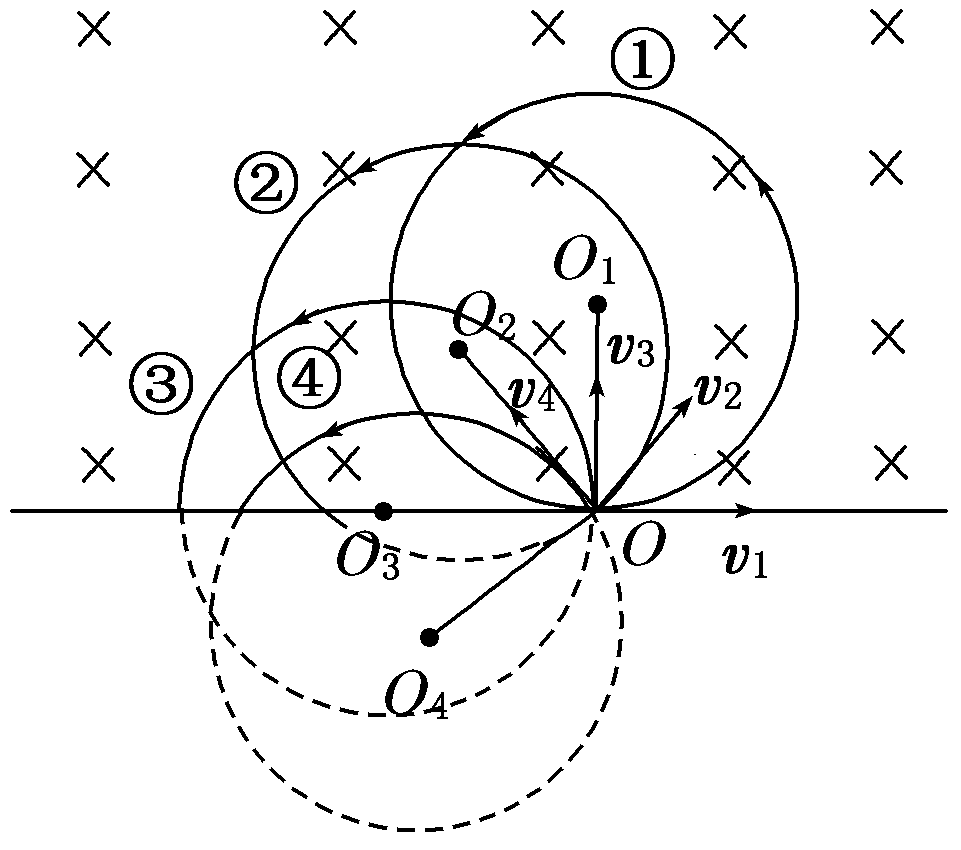 ①
②
O₁
O₂
v₃
③
④
v₄
v₂
O₃
O
v₁
O₄